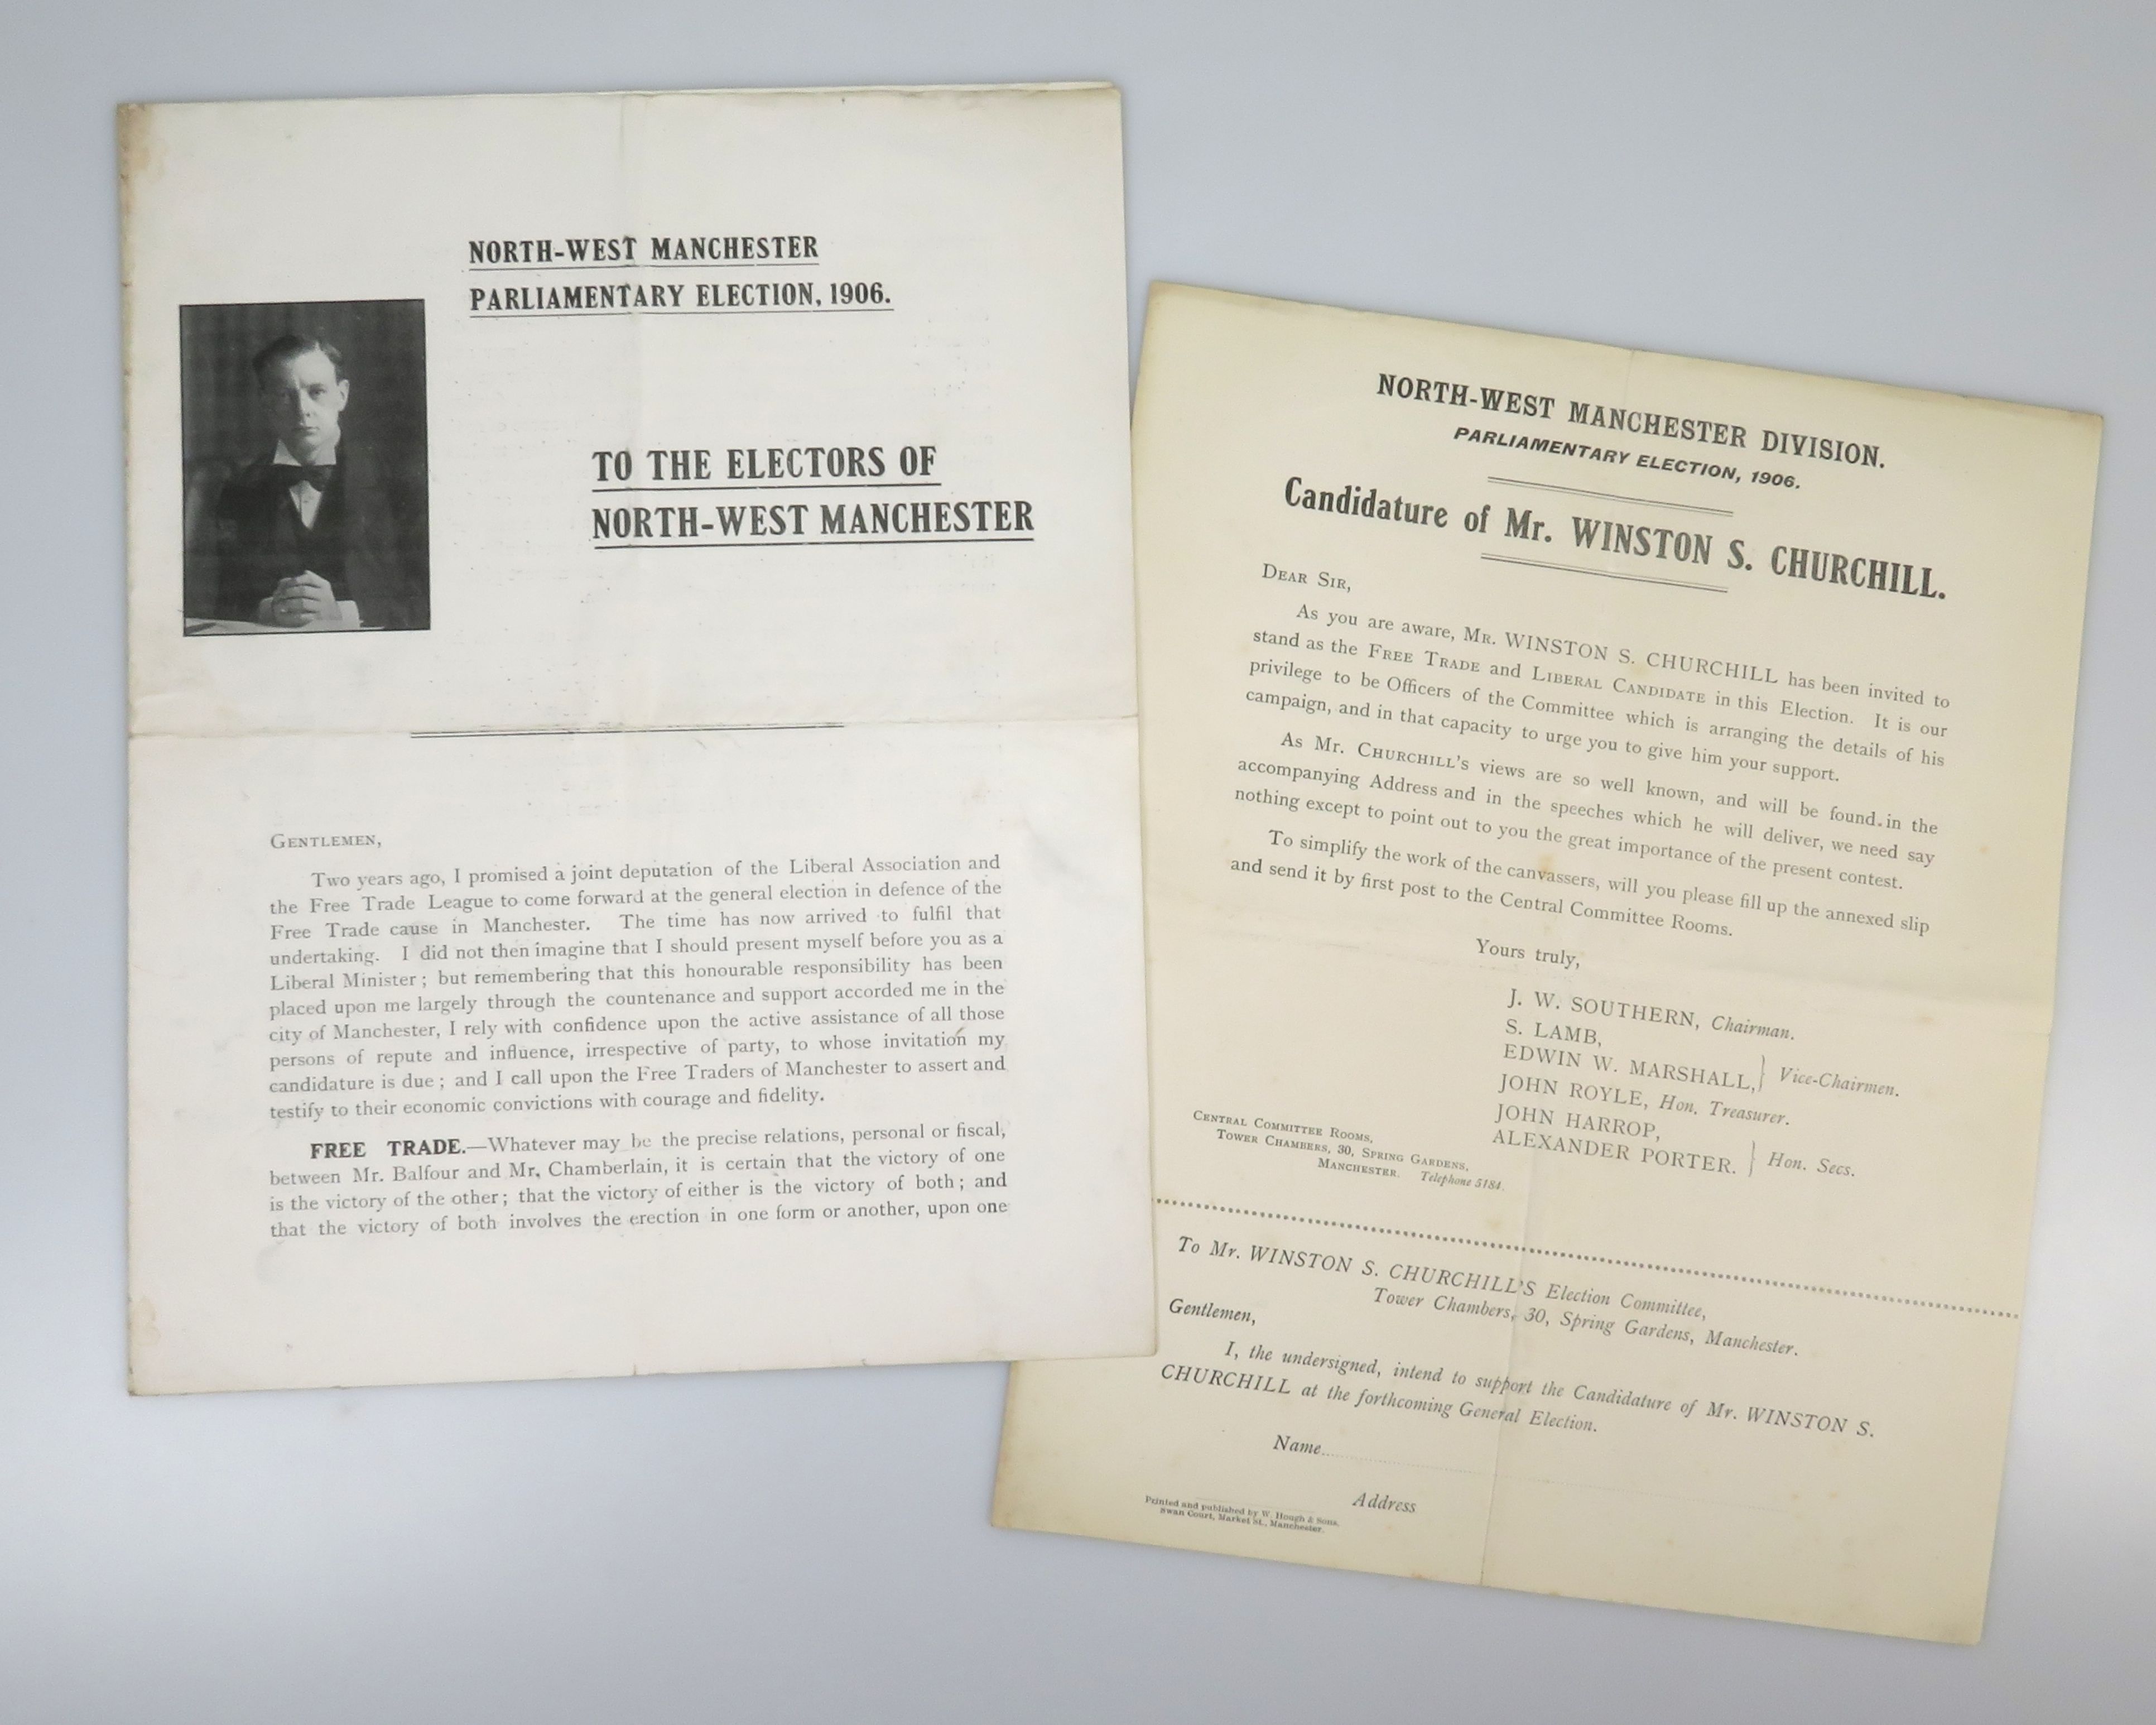 NORTH-WEST MANCHESTER
PARLIAMENTARY ELECTION, 1906.
TO THE ELECTORS OF
NORTH-WEST MANCHESTER
GENTLEMEN,
Two years ago, I promised a joint deputation of the Liberal Association and
the Free Trade League to come forward at the general election in defence of the
Free Trade cause in Manchester. The time has now arrived to fulfil that
undertaking. I did not then imagine that I should present myself before you as a
Liberal Minister; but remembering that this honourable responsibility has been
placed upon me largely through the countenance and support accorded me in the
city of Manchester, I rely with confidence upon the active assistance of all those
persons of repute and influence, irrespective of party, to whose invitation my
candidature is due; and I call upon the Free Traders of Manchester to assert and
testify to their economic convictions with courage and fidelity.
FREE TRADE.—Whatever may be the precise relations, personal or fiscal,
between Mr. Balfour and Mr. Chamberlain, it is certain that the victory of one
is the victory of the other; that the victory of either is the victory of both; and
that the victory of both involves the erection in one form or another, upon one
NORTH-WEST MANCHESTER DIVISION.
PARLIAMENTARY ELECTION, 1906.
Candidature of Mr. WINSTON S. CHURCHILL.
DEAR SIR,
As you are aware, MR. WINSTON S. CHURCHILL has been invited to
stand as the FREE TRADE and LIBERAL CANDIDATE in this Election. It is our
privilege to be Officers of the Committee which is arranging the details of his
campaign, and in that capacity to urge you to give him your support.
As Mr. CHURCHILL'S views are so well known, and will be found.in the
accompanying Address and in the speeches which he will deliver, we need say
nothing except to point out to you the great importance of the present contest.
To simplify the work of the canvassers, will you please fill up the annexed slip
and send it by first post to the Central Committee Rooms.
Yours truly,
J. W. SOUTHERN, Chairman.
S. LAMB,
EDWIN W. MARSHALL, } Vice-Chairmen.
JOHN ROYLE, Hon. Treasurer.
JOHN HARROP,
ALEXANDER PORTER. } Hon. Secs.
CENTRAL COMMITTEE ROOMS,
TOWER CHAMBERS, 30, SPRING GARDENS,
MANCHESTER. Telephone 5184.
To Mr. WINSTON S. CHURCHILL'S Election Committee,
Tower Chambers, 30, Spring Gardens, Manchester.
Gentlemen,
I, the undersigned, intend to support the Candidature of Mr. WINSTON S.
CHURCHILL at the forthcoming General Election.
Name
Address
Printed and published by W. Hough & Sons,
Swan Court, Market St., Manchester.